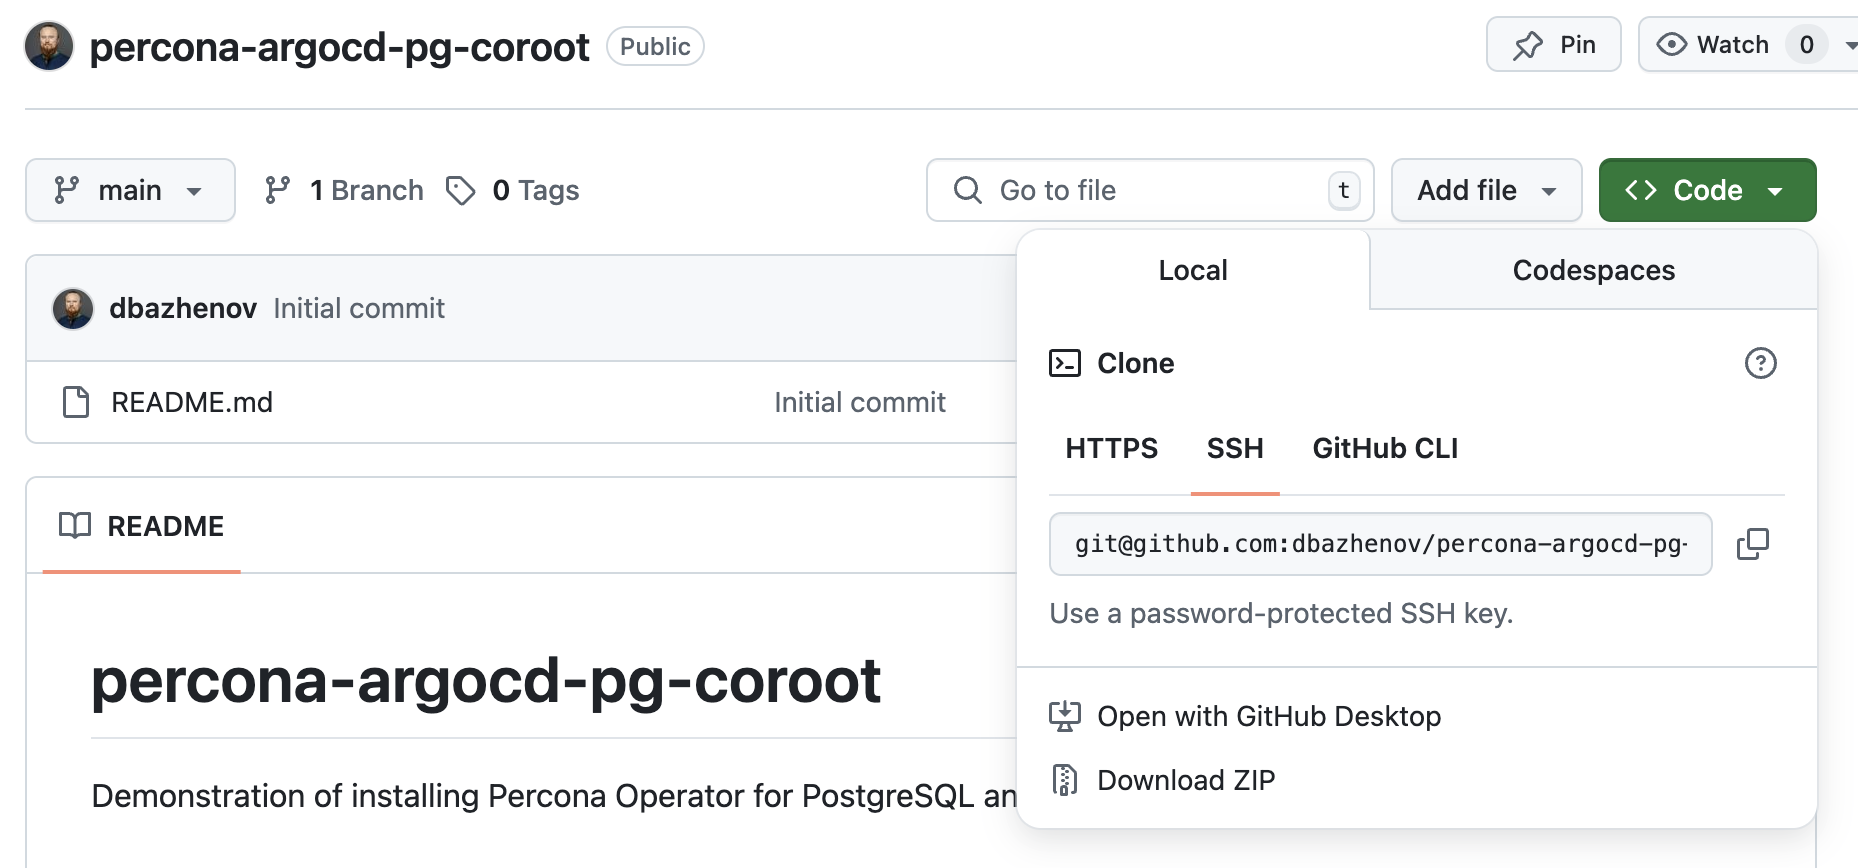 percona-argocd-pg-coroot Public Pin Watch 0
main 1 Branch 0 Tags Go to file t Add file Code
Local Codespaces
dbazhenov Initial commit
Clone
README.md Initial commit
HTTPS SSH GitHub CLI
README
git@github.com:dbazhenov/percona-argocd-pg-
Use a password-protected SSH key.
percona-argocd-pg-coroot
Open with GitHub Desktop
Download ZIP
Demonstration of installing Percona Operator for PostgreSQL an